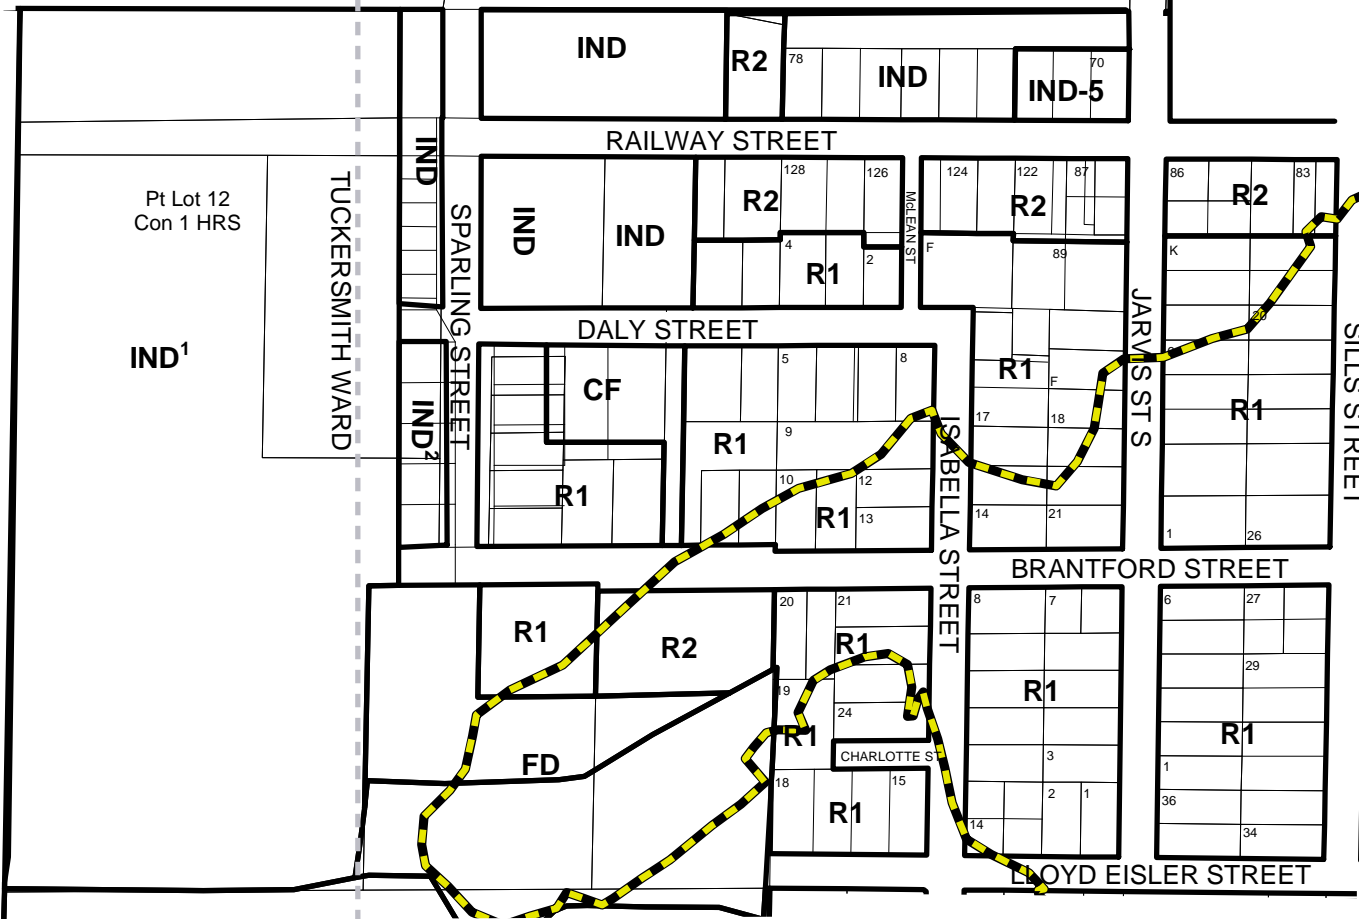 IND
R2
78
IND
70
IND-5
RAILWAY STREET
IND
Pt Lot 12
Con 1 HRS
TUCKERSMITH WARD
SPARLING STREET
IND
IND
128
126
R2
4
R1
2
McLEAN ST
124
122
87
R2
F
89
86
83
R2
K
20
JARVIS ST S
SILLS STREET
DALY STREET
IND¹
IND²
CF
R1
5
8
9
R1
10
12
R1
13
ISABELLA STREET
R1
F
17
18
14
21
R1
1
26
BRANTFORD STREET
R1
R2
20
21
R1
19
24
R1
CHARLOTTE ST
18
15
R1
FD
8
7
R1
3
2
1
14
6
27
29
R1
1
36
34
LLOYD EISLER STREET